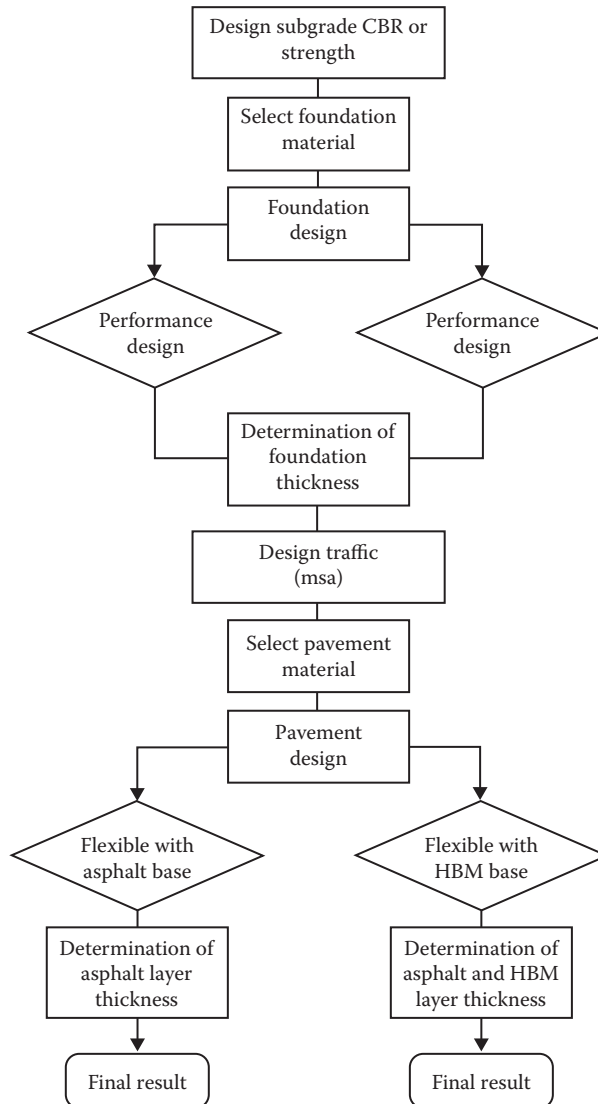 Design subgrade CBR or
strength
Select foundation
material
Foundation
design
Performance
design
Performance
design
Determination of
foundation
thickness
Design traffic
(msa)
Select pavement
material
Pavement
design
Flexible with
asphalt base
Flexible with
HBM base
Determination of
asphalt layer
thickness
Determination of
asphalt and HBM
layer thickness
Final result
Final result